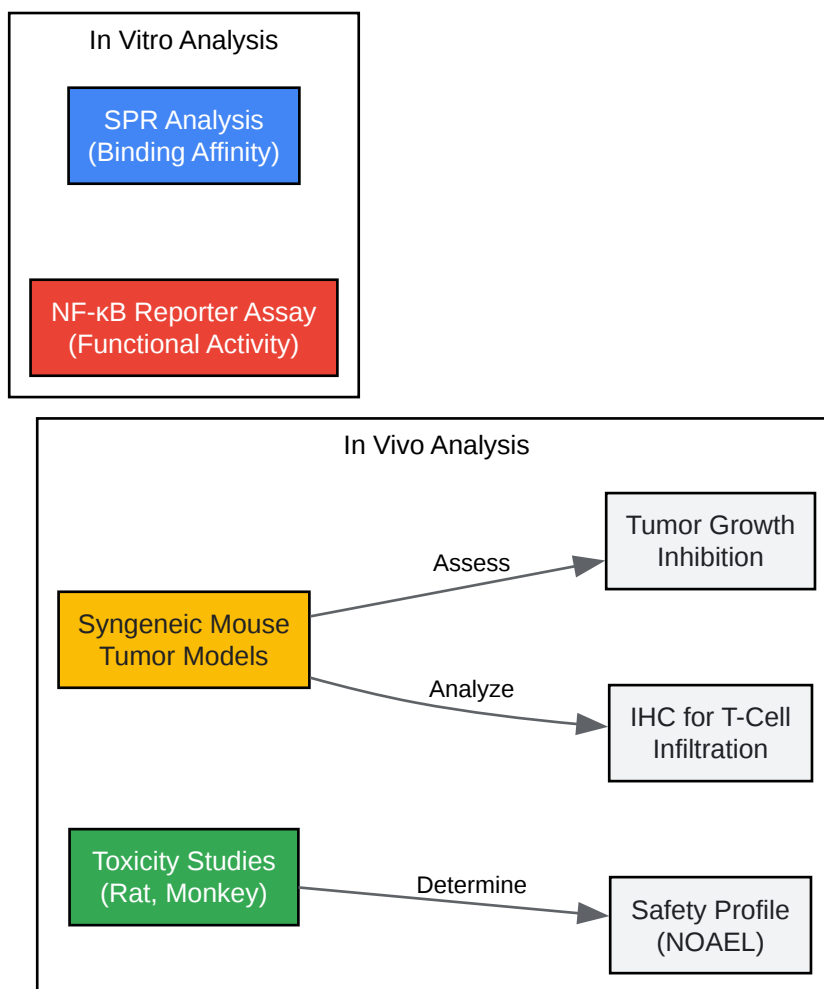 In Vitro Analysis
SPR Analysis
(Binding Affinity)
NF-κB Reporter Assay
(Functional Activity)
In Vivo Analysis
Syngeneic Mouse
Tumor Models
Assess
Tumor Growth
Inhibition
Analyze
IHC for T-Cell
Infiltration
Toxicity Studies
(Rat, Monkey)
Determine
Safety Profile
(NOAEL)